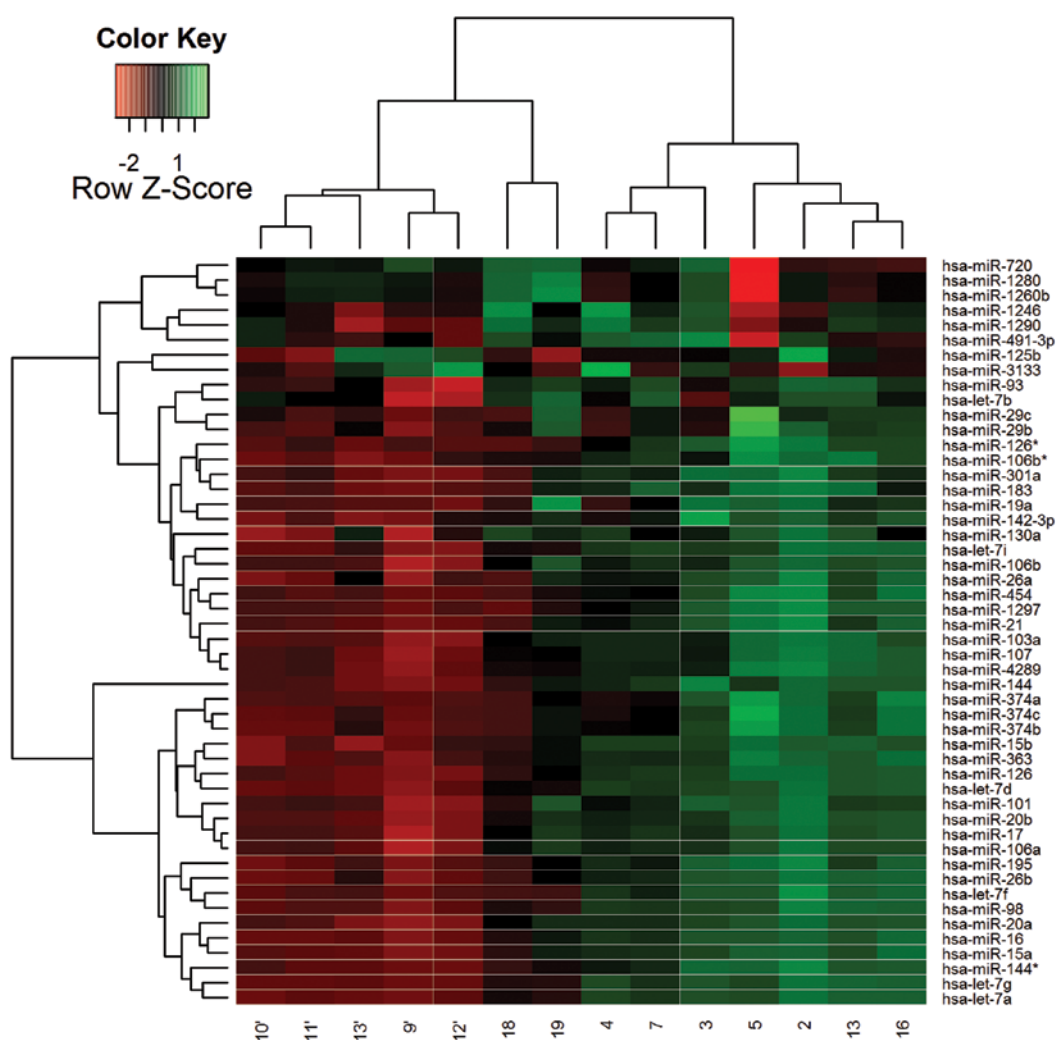 Color Key
-2 1
Row Z-Score
hsa-miR-720
hsa-miR-1280
hsa-miR-1260b
hsa-miR-1246
hsa-miR-1290
hsa-miR-491-3p
hsa-miR-125b
hsa-miR-3133
hsa-miR-93
hsa-let-7b
hsa-miR-29c
hsa-miR-29b
hsa-miR-126*
hsa-miR-106b*
hsa-miR-301a
hsa-miR-183
hsa-miR-19a
hsa-miR-142-3p
hsa-miR-130a
hsa-let-7i
hsa-miR-106b
hsa-miR-26a
hsa-miR-454
hsa-miR-1297
hsa-miR-21
hsa-miR-103a
hsa-miR-107
hsa-miR-4289
hsa-miR-144
hsa-miR-374a
hsa-miR-374c
hsa-miR-374b
hsa-miR-15b
hsa-miR-363
hsa-miR-126
hsa-let-7d
hsa-miR-101
hsa-miR-20b
hsa-miR-17
hsa-miR-106a
hsa-miR-195
hsa-miR-26b
hsa-let-7f
hsa-miR-98
hsa-miR-20a
hsa-miR-16
hsa-miR-15a
hsa-miR-144*
hsa-let-7g
hsa-let-7a
10' 11' 13' 9' 12' 18 19 4 7 3 5 2 13 16